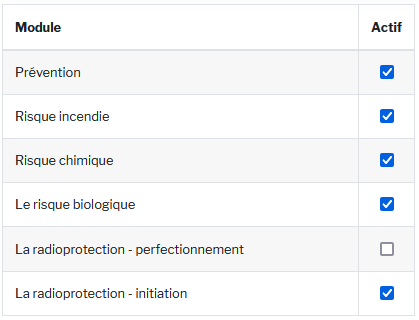 Module Actif
Prévention
Risque incendie
Risque chimique
Le risque biologique
La radioprotection - perfectionnement
La radioprotection - initiation